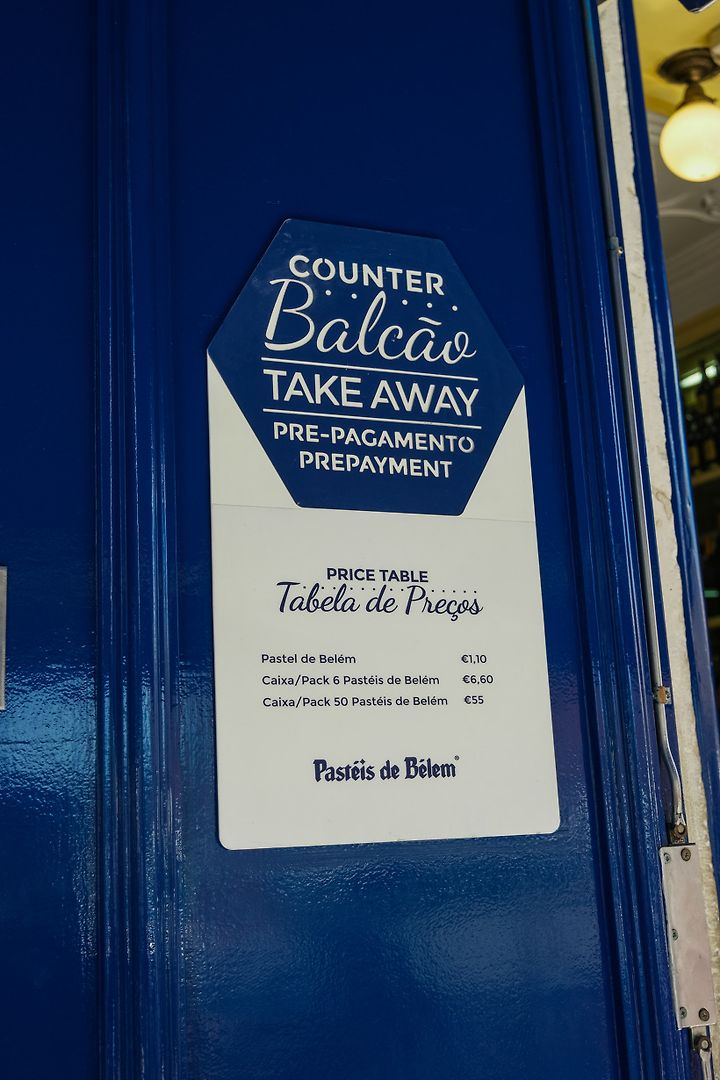 COUNTER
Balcão
TAKE AWAY
PRE-PAGAMENTO
PREPAYMENT
PRICE TABLE
Tabela de Preços
Pastel de Belém €1,10
Caixa/Pack 6 Pastéis de Belém €6,60
Caixa/Pack 50 Pastéis de Belém €55
Pastéis de Bélem®